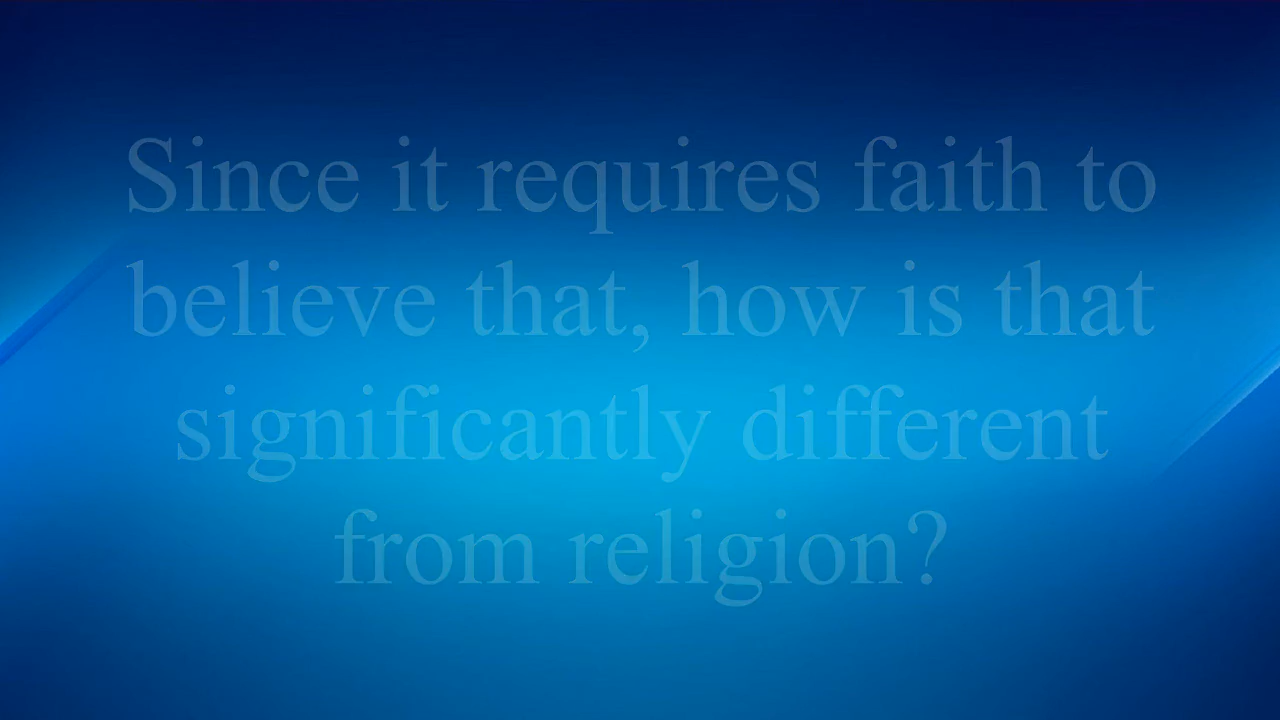 Since it requires faith to
believe that, how is that
significantly different
from religion?